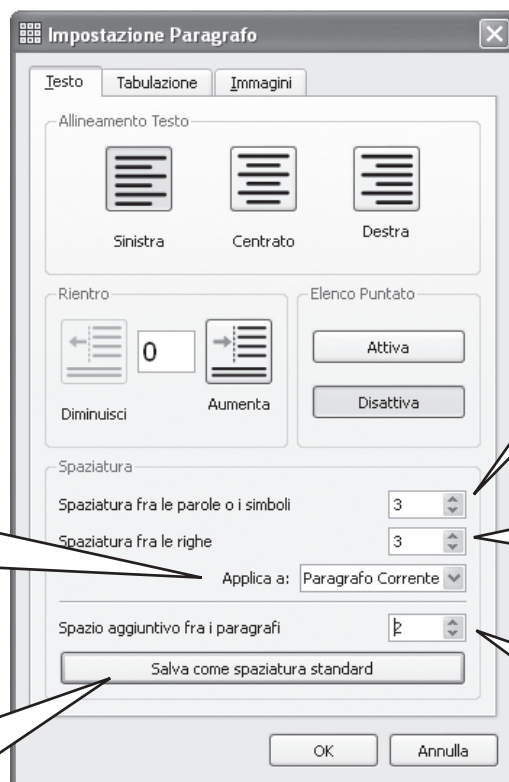 Impostazione Paragrafo
Testo Tabulazione Immagini
Allineamento Testo
Sinistra Centrato Destra
Rientro
0
Diminuisci Aumenta
Elenco Puntato
Attiva
Disattiva
Spaziatura
Spaziatura fra le parole o i simboli 3
Spaziatura fra le righe 3
Applica a: Paragrafo Corrente
Spazio aggiuntivo fra i paragrafi 2
Salva come spaziatura standard
OK Annulla